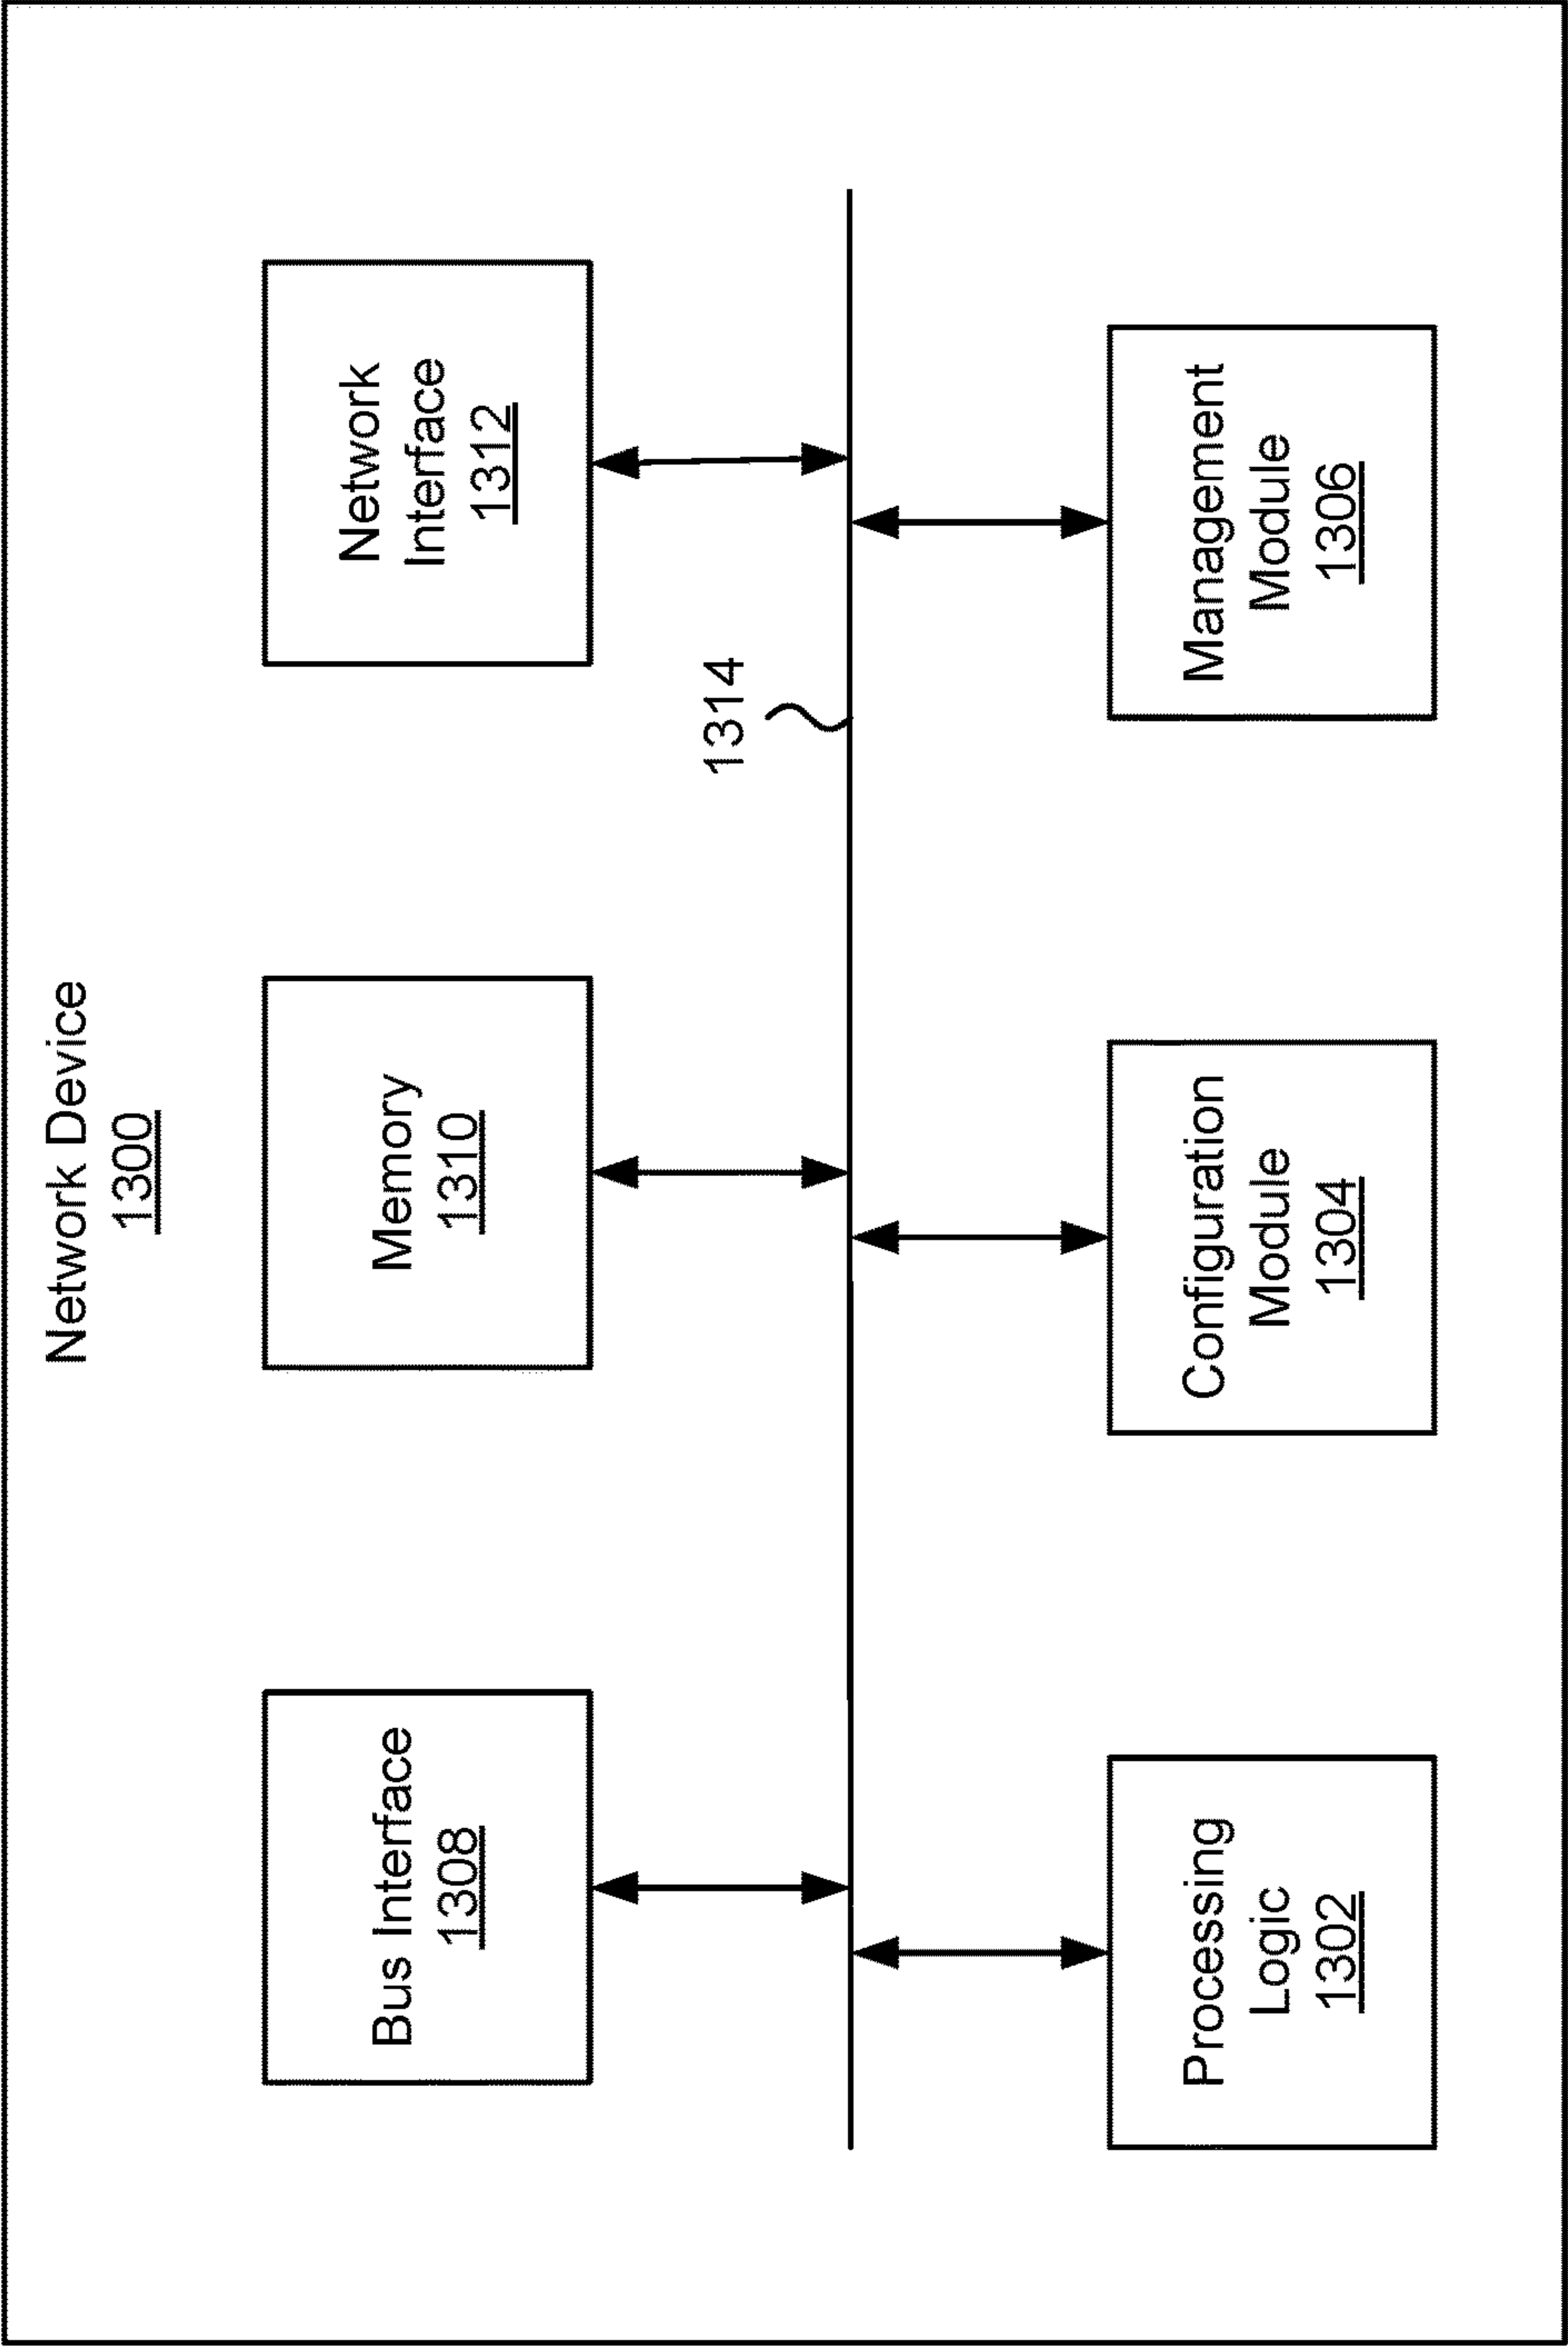 Network Device
1300
Bus Interface
1308
Memory
1310
Network
Interface
1312
1314
Processing
Logic
1302
Configuration
Module
1304
Management
Module
1306